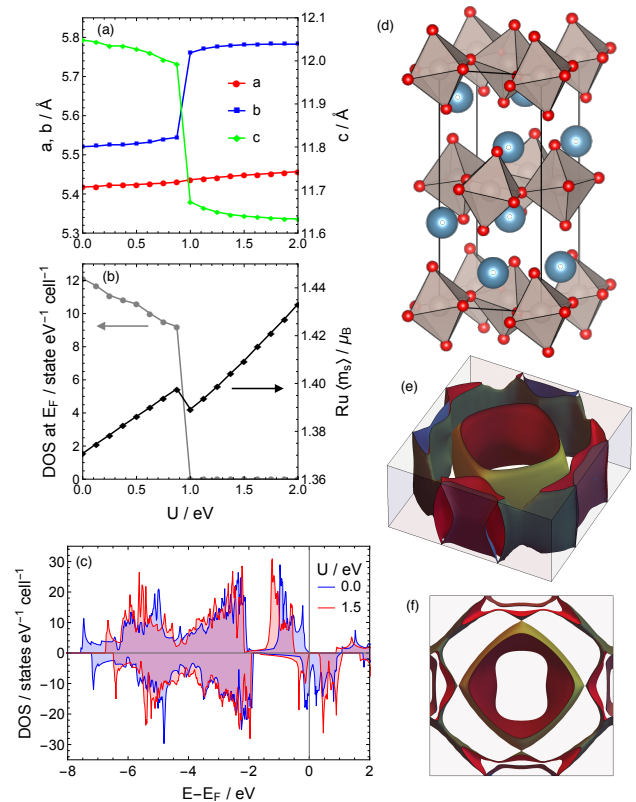 (a)
5.8
5.7
5.6
5.5
5.4
5.3
a, b / Å
12.1
12.0
11.9
11.8
11.7
11.6
c / Å
a
b
c
0.0 0.5 1.0 1.5 2.0
(b)
12
10
8
6
4
2
0
DOS at E_F / state eV⁻¹ cell⁻¹
1.44
1.42
1.40
1.38
1.36
Ru ⟨m_s⟩ / μ_B
0.0 0.5 1.0 1.5 2.0
U / eV
(c)
U / eV
0.0
1.5
30
20
10
0
−10
−20
−30
DOS / states eV⁻¹ cell⁻¹
−8 −6 −4 −2 0 2
E−E_F / eV
(d)
(e)
(f)